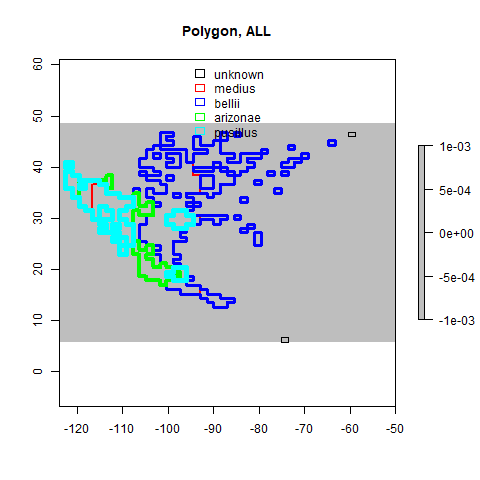 Polygon, ALL
unknown
medius
bellii
arizonae
pusillus
60
50
40
30
20
10
0
-120
-110
-100
-90
-80
-70
-60
-50
1e-03
5e-04
0e+00
-5e-04
-1e-03